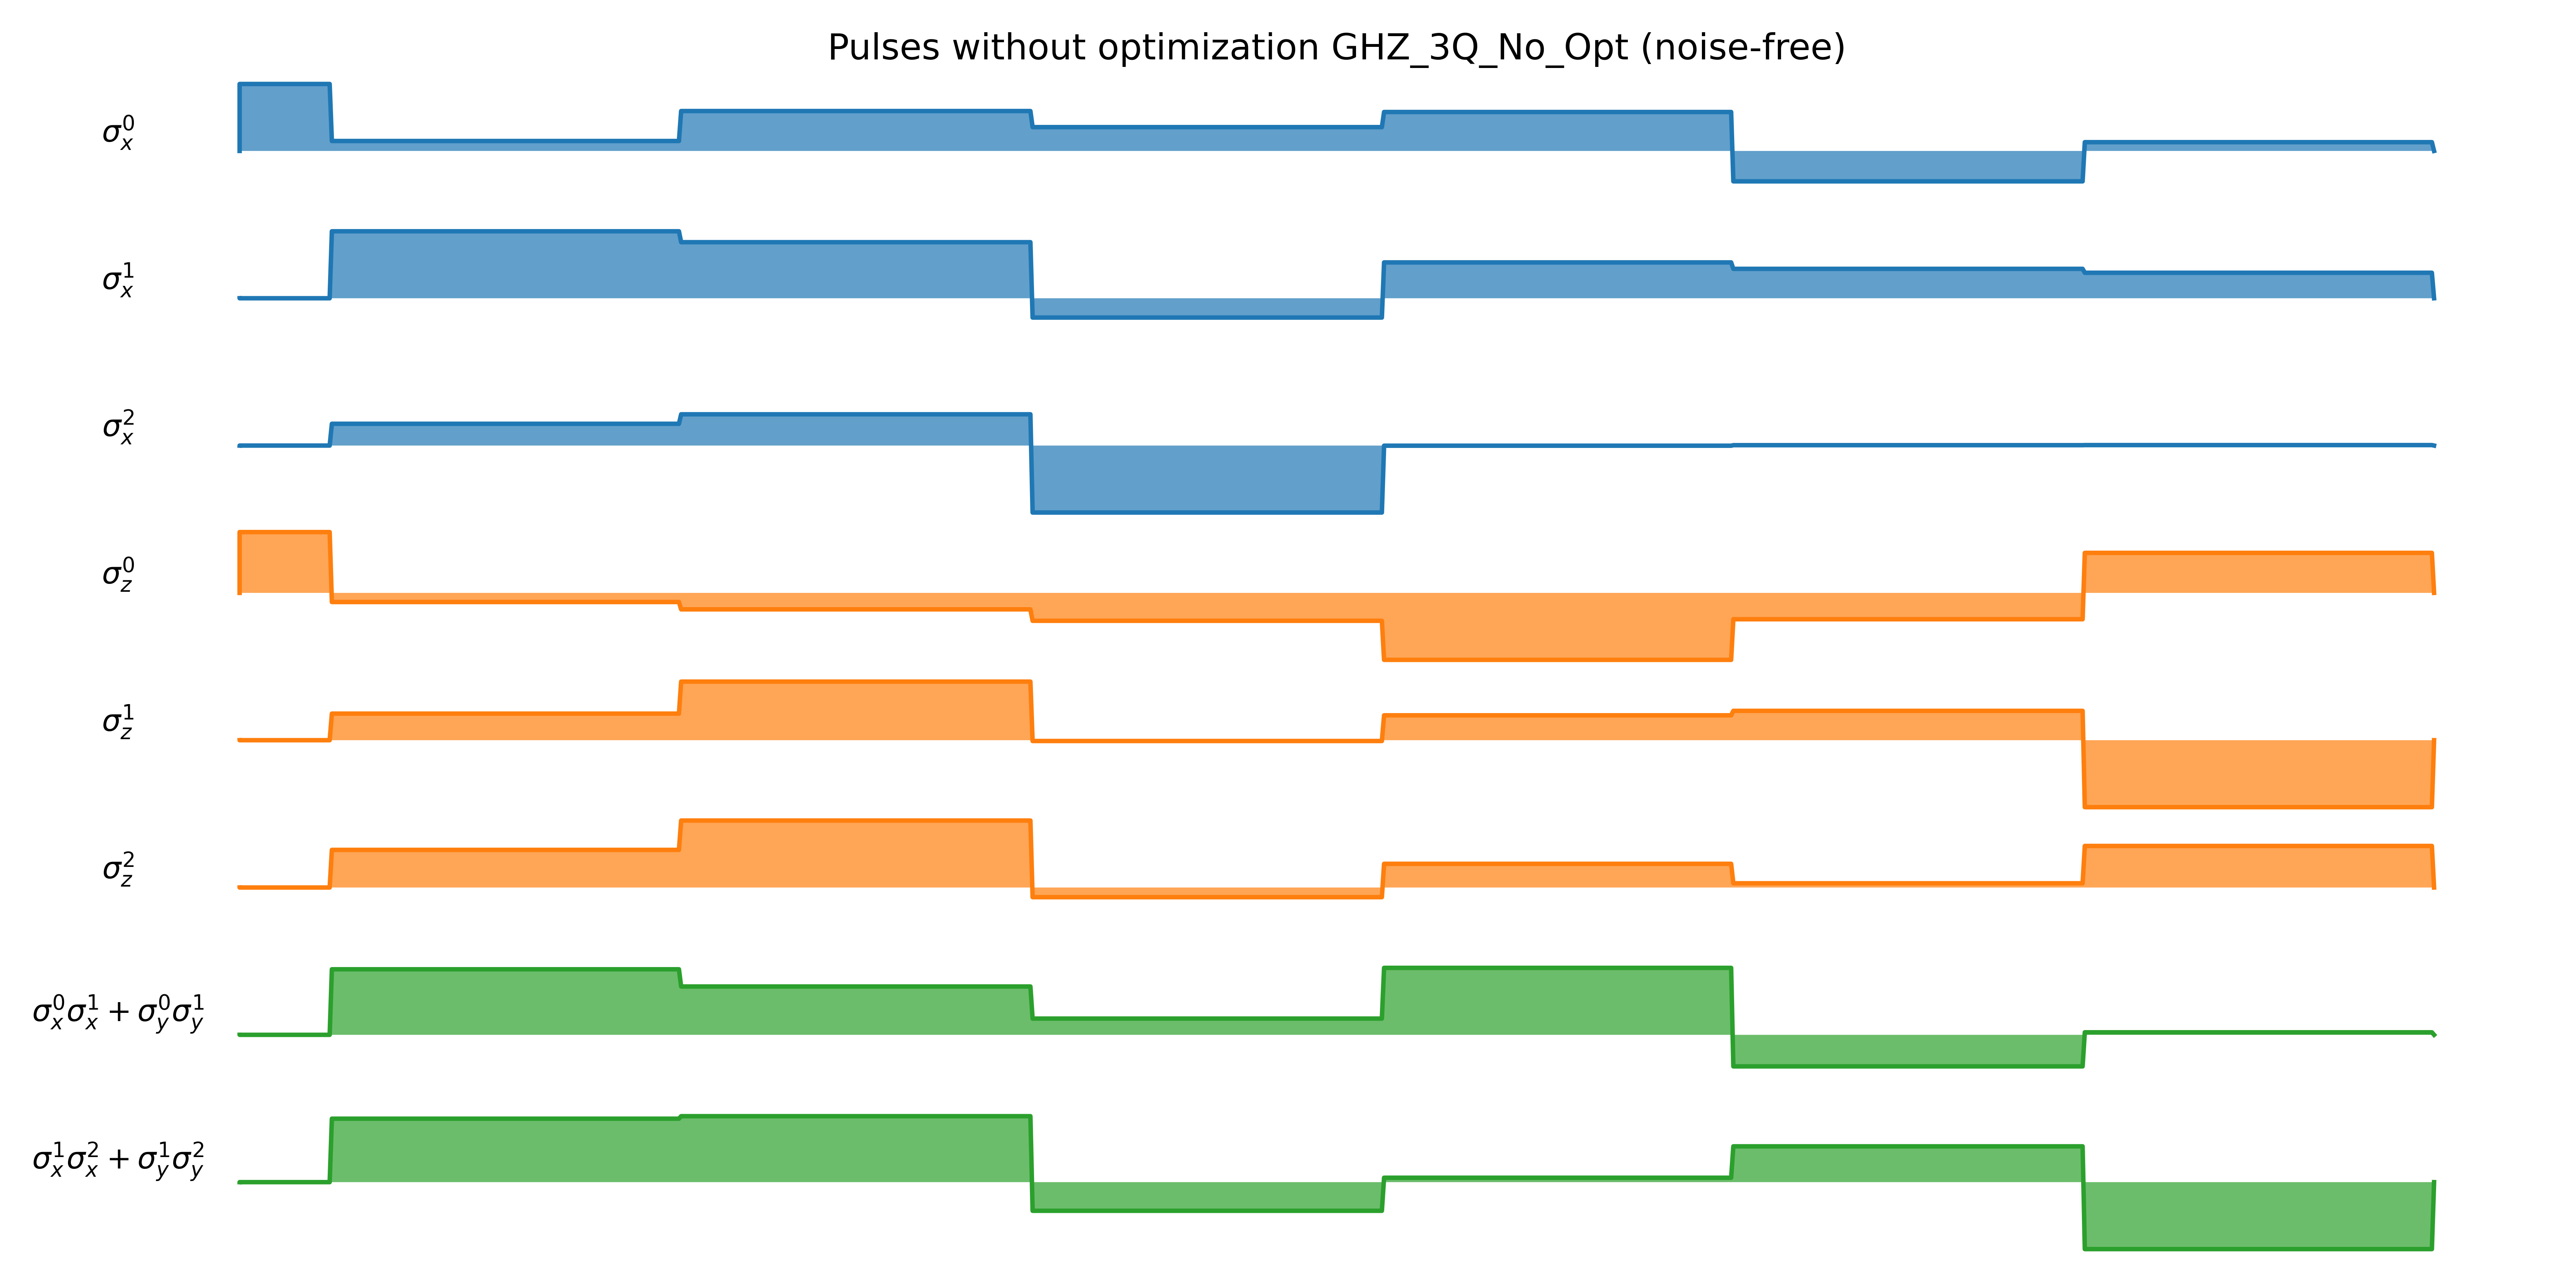 Pulses without optimization GHZ_3Q_No_Opt (noise-free)
σ_x^0
σ_x^1
σ_x^2
σ_z^0
σ_z^1
σ_z^2
σ_x^0σ_x^1 + σ_y^0σ_y^1
σ_x^1σ_x^2 + σ_y^1σ_y^2